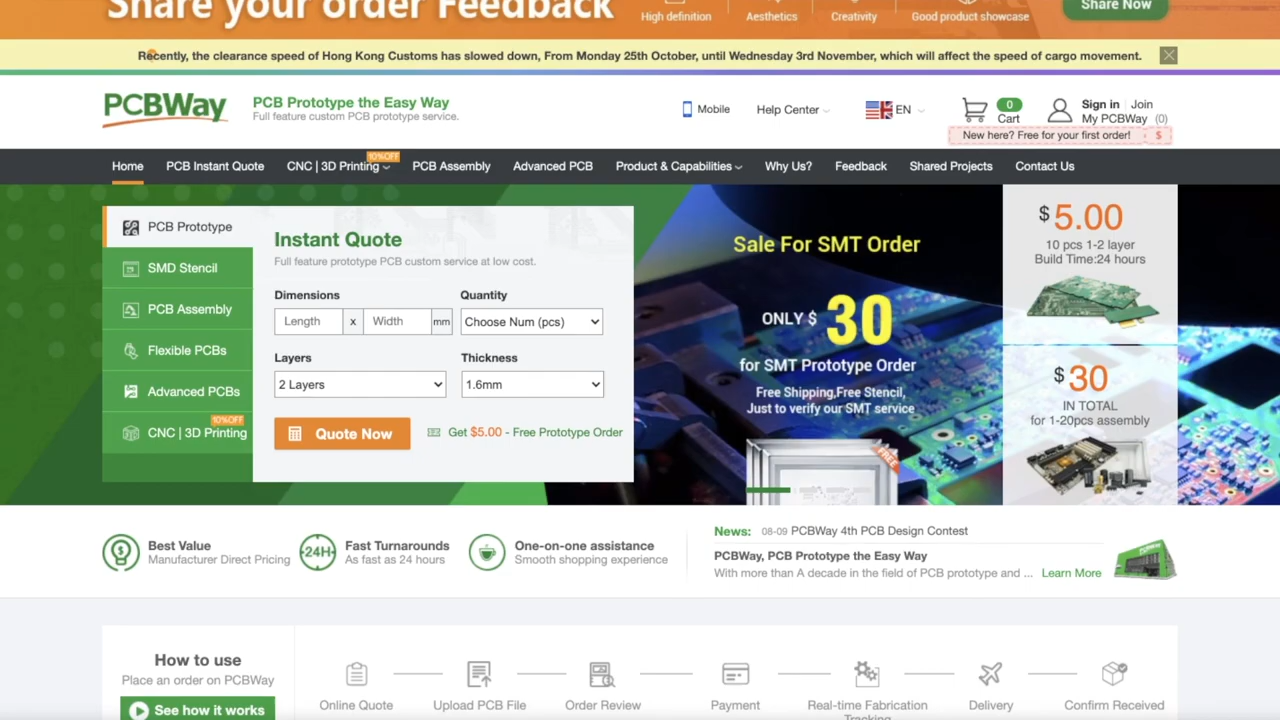 Share your order Feedback
High definition
Aesthetics
Creativity
Good product showcase
Share Now
Recently, the clearance speed of Hong Kong Customs has slowed down, From Monday 25th October, until Wednesday 3rd November, which will affect the speed of cargo movement.
PCBWay
PCB Prototype the Easy Way
Full feature custom PCB prototype service.
Mobile
Help Center
EN
0
Cart
Sign in | Join
My PCBWay (0)
New here? Free for your first order! $
Home
PCB Instant Quote
CNC | 3D Printing
10%OFF
PCB Assembly
Advanced PCB
Product & Capabilities
Why Us?
Feedback
Shared Projects
Contact Us
PCB Prototype
SMD Stencil
PCB Assembly
Flexible PCBs
Advanced PCBs
10%OFF
CNC | 3D Printing
Instant Quote
Full feature prototype PCB custom service at low cost.
Dimensions
Quantity
Length x Width mm
Choose Num (pcs)
Layers
Thickness
2 Layers
1.6mm
Quote Now
Get $5.00 - Free Prototype Order
Sale For SMT Order
ONLY $ 30
for SMT Prototype Order
Free Shipping,Free Stencil,
Just to verify our SMT service
FREE
$ 5.00
10 pcs 1-2 layer
Build Time:24 hours
$ 30
IN TOTAL
for 1-20pcs assembly
Best Value
Manufacturer Direct Pricing
24H
Fast Turnarounds
As fast as 24 hours
One-on-one assistance
Smooth shopping experience
News: 08-09 PCBWay 4th PCB Design Contest
PCBWay, PCB Prototype the Easy Way
With more than A decade in the field of PCB prototype and ... Learn More
How to use
Place an order on PCBWay
See how it works
Online Quote
Upload PCB File
Order Review
Payment
Real-time Fabrication
Tracking
Delivery
Confirm Received